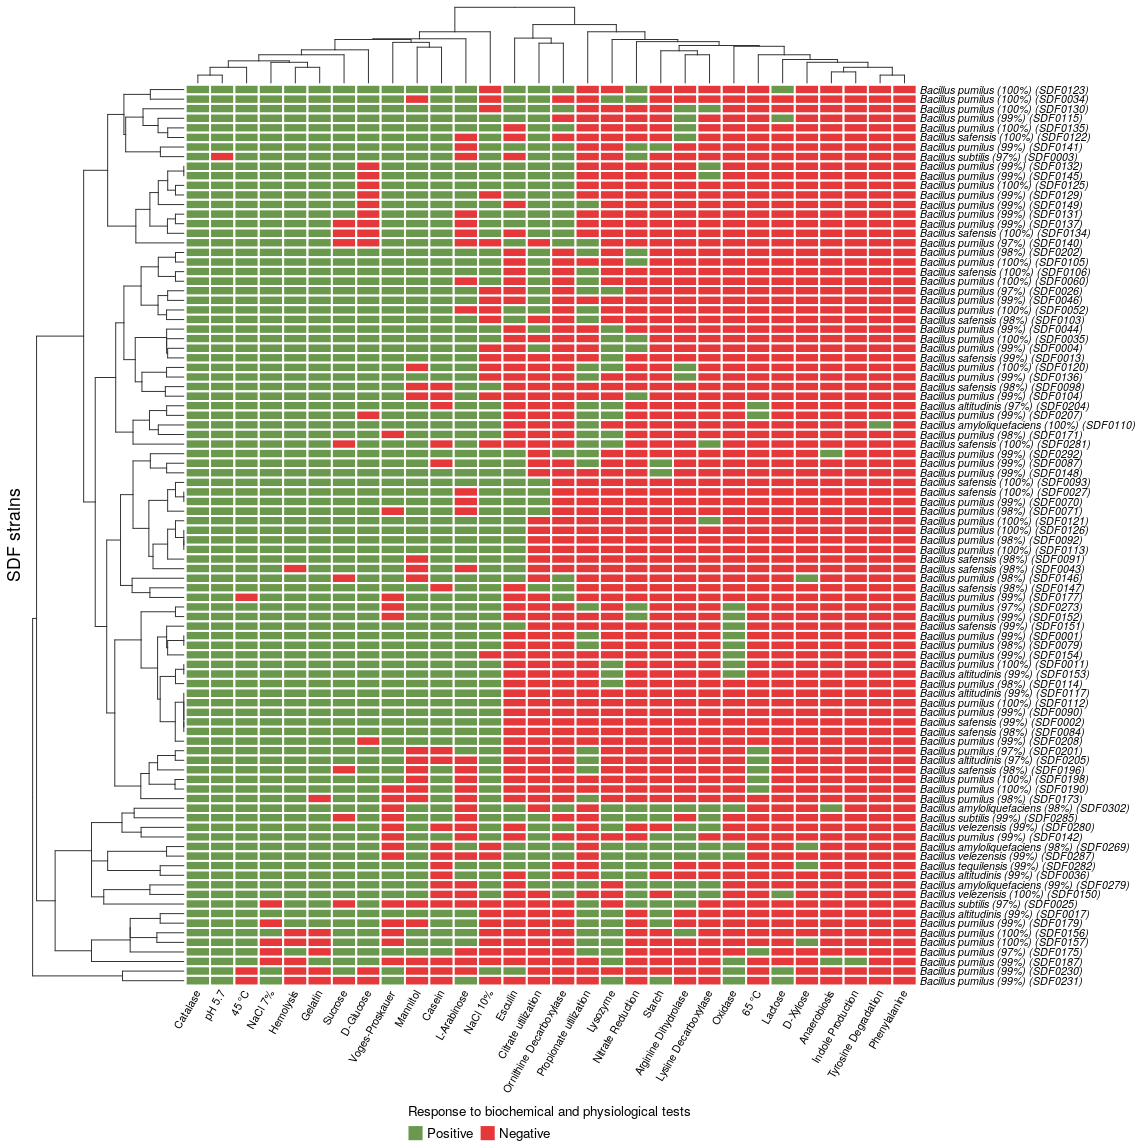 Bacillus pumilus (100%) (SDF0123)
Bacillus pumilus (100%) (SDF0034)
Bacillus pumilus (100%) (SDF0130)
Bacillus pumilus (99%) (SDF0115)
Bacillus pumilus (100%) (SDF0135)
Bacillus safensis (100%) (SDF0122)
Bacillus pumilus (99%) (SDF0141)
Bacillus subtilis (97%) (SDF0003)
Bacillus pumilus (99%) (SDF0132)
Bacillus pumilus (99%) (SDF0145)
Bacillus pumilus (100%) (SDF0125)
Bacillus pumilus (99%) (SDF0129)
Bacillus pumilus (99%) (SDF0149)
Bacillus pumilus (99%) (SDF0131)
Bacillus pumilus (99%) (SDF0137)
Bacillus safensis (100%) (SDF0134)
Bacillus pumilus (97%) (SDF0140)
Bacillus pumilus (98%) (SDF0202)
Bacillus pumilus (100%) (SDF0105)
Bacillus safensis (100%) (SDF0106)
Bacillus pumilus (100%) (SDF0060)
Bacillus pumilus (97%) (SDF0026)
Bacillus pumilus (99%) (SDF0046)
Bacillus pumilus (100%) (SDF0052)
Bacillus safensis (98%) (SDF0103)
Bacillus pumilus (99%) (SDF0044)
Bacillus pumilus (100%) (SDF0035)
Bacillus pumilus (99%) (SDF0004)
Bacillus safensis (99%) (SDF0013)
Bacillus pumilus (100%) (SDF0120)
Bacillus pumilus (99%) (SDF0136)
Bacillus safensis (98%) (SDF0098)
Bacillus pumilus (99%) (SDF0104)
Bacillus altitudinis (97%) (SDF0204)
Bacillus pumilus (99%) (SDF0207)
Bacillus amyloliquefaciens (100%) (SDF0110)
Bacillus pumilus (98%) (SDF0171)
Bacillus safensis (100%) (SDF0281)
Bacillus pumilus (99%) (SDF0292)
Bacillus pumilus (99%) (SDF0087)
Bacillus pumilus (99%) (SDF0148)
Bacillus safensis (100%) (SDF0093)
Bacillus safensis (100%) (SDF0027)
Bacillus pumilus (99%) (SDF0070)
Bacillus pumilus (98%) (SDF0071)
Bacillus pumilus (100%) (SDF0121)
Bacillus pumilus (100%) (SDF0126)
Bacillus pumilus (98%) (SDF0092)
Bacillus pumilus (100%) (SDF0113)
Bacillus safensis (98%) (SDF0091)
Bacillus safensis (98%) (SDF0043)
Bacillus pumilus (98%) (SDF0146)
Bacillus safensis (98%) (SDF0147)
Bacillus pumilus (99%) (SDF0177)
Bacillus pumilus (97%) (SDF0273)
Bacillus pumilus (99%) (SDF0152)
Bacillus safensis (99%) (SDF0151)
Bacillus pumilus (99%) (SDF0001)
Bacillus pumilus (98%) (SDF0079)
Bacillus pumilus (99%) (SDF0154)
Bacillus pumilus (100%) (SDF0011)
Bacillus altitudinis (99%) (SDF0153)
Bacillus pumilus (98%) (SDF0114)
Bacillus altitudinis (99%) (SDF0117)
Bacillus pumilus (100%) (SDF0112)
Bacillus pumilus (99%) (SDF0090)
Bacillus safensis (99%) (SDF0002)
Bacillus safensis (98%) (SDF0084)
Bacillus pumilus (99%) (SDF0208)
Bacillus pumilus (97%) (SDF0201)
Bacillus altitudinis (97%) (SDF0205)
Bacillus safensis (98%) (SDF0196)
Bacillus pumilus (100%) (SDF0198)
Bacillus pumilus (100%) (SDF0190)
Bacillus pumilus (98%) (SDF0173)
Bacillus amyloliquefaciens (98%) (SDF0302)
Bacillus subtilis (99%) (SDF0285)
Bacillus velezensis (99%) (SDF0280)
Bacillus pumilus (99%) (SDF0142)
Bacillus amyloliquefaciens (98%) (SDF0269)
Bacillus velezensis (99%) (SDF0287)
Bacillus tequilensis (99%) (SDF0282)
Bacillus altitudinis (99%) (SDF0036)
Bacillus amyloliquefaciens (99%) (SDF0279)
Bacillus velezensis (100%) (SDF0150)
Bacillus subtilis (97%) (SDF0025)
Bacillus altitudinis (99%) (SDF0017)
Bacillus pumilus (99%) (SDF0179)
Bacillus pumilus (100%) (SDF0156)
Bacillus pumilus (100%) (SDF0157)
Bacillus pumilus (97%) (SDF0175)
Bacillus pumilus (99%) (SDF0187)
Bacillus pumilus (99%) (SDF0230)
Bacillus pumilus (99%) (SDF0231)
SDF strains
Catalase
pH 5.7
45 °C
NaCl 7%
Hemolysis
Gelatin
Sucrose
D-Glucose
Voges-Proskauer
Mannitol
Casein
L-Arabinose
NaCl 10%
Esculin
Citrate utilization
Ornithine Decarboxylase
Propionate utilization
Lysozyme
Nitrate Reduction
Starch
Arginine Dihydrolase
Lysine Decarboxylase
Oxidase
65 °C
Lactose
D-Xylose
Anaerobiosis
Indole Production
Tyrosine Degradation
Phenylalanine
Response to biochemical and physiological tests
Positive
Negative